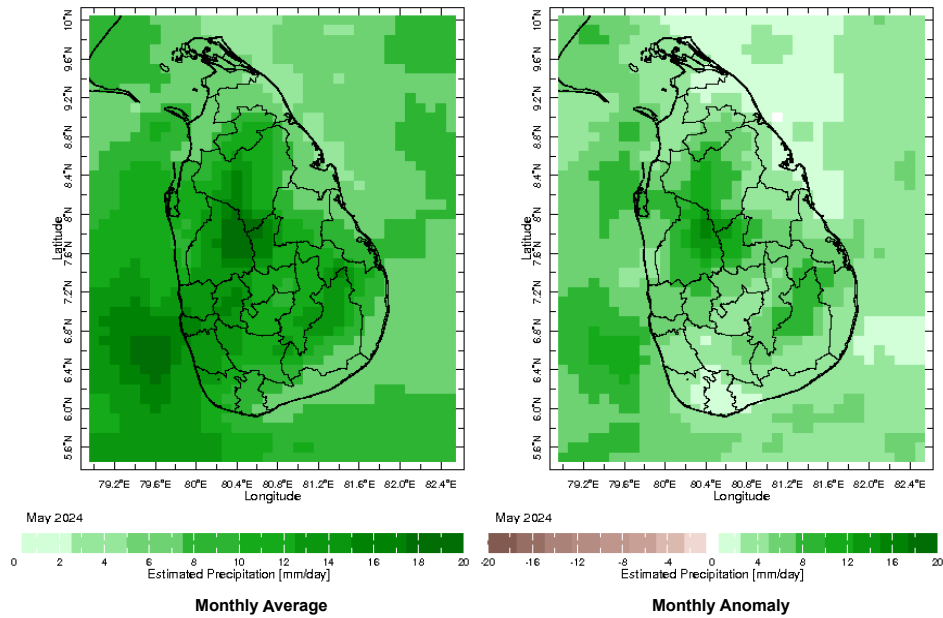 10°N
9.6°N
9.2°N
8.8°N
8.4°N
8°N
7.6°N
7.2°N
6.8°N
6.4°N
6.0°N
5.6°N
Latitude
79.2°E 79.6°E 80°E 80.4°E 80.8°E 81.2°E 81.6°E 82.0°E 82.4°E
Longitude
May 2024
0 2 4 6 8 10 12 14 16 18 20
Estimated Precipitation [mm/day]
Monthly Average
10°N
9.6°N
9.2°N
8.8°N
8.4°N
8°N
7.6°N
7.2°N
6.8°N
6.4°N
6.0°N
5.6°N
Latitude
79.2°E 79.6°E 80°E 80.4°E 80.8°E 81.2°E 81.6°E 82.0°E 82.4°E
Longitude
May 2024
-20 -16 -12 -8 -4 0 4 8 12 16 20
Estimated Precipitation [mm/day]
Monthly Anomaly